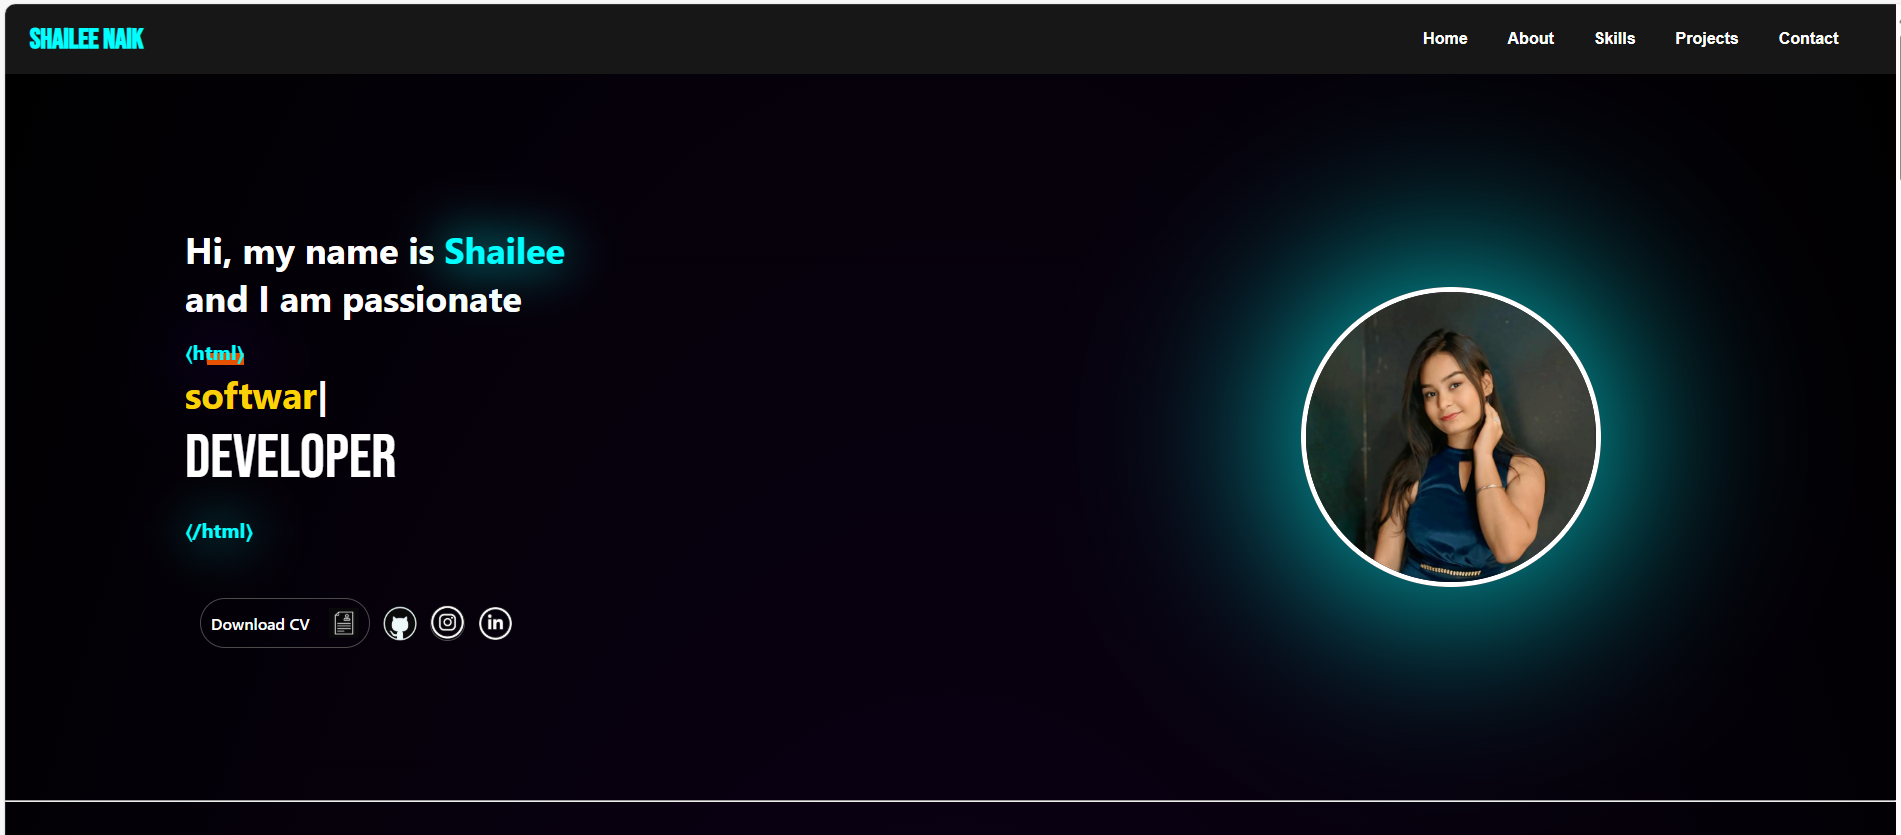 SHAILEE NAIK
Home About Skills Projects Contact
Hi, my name is Shailee
and I am passionate
⟨html⟩
softwar|
DEVELOPER
⟨/html⟩
Download CV
in